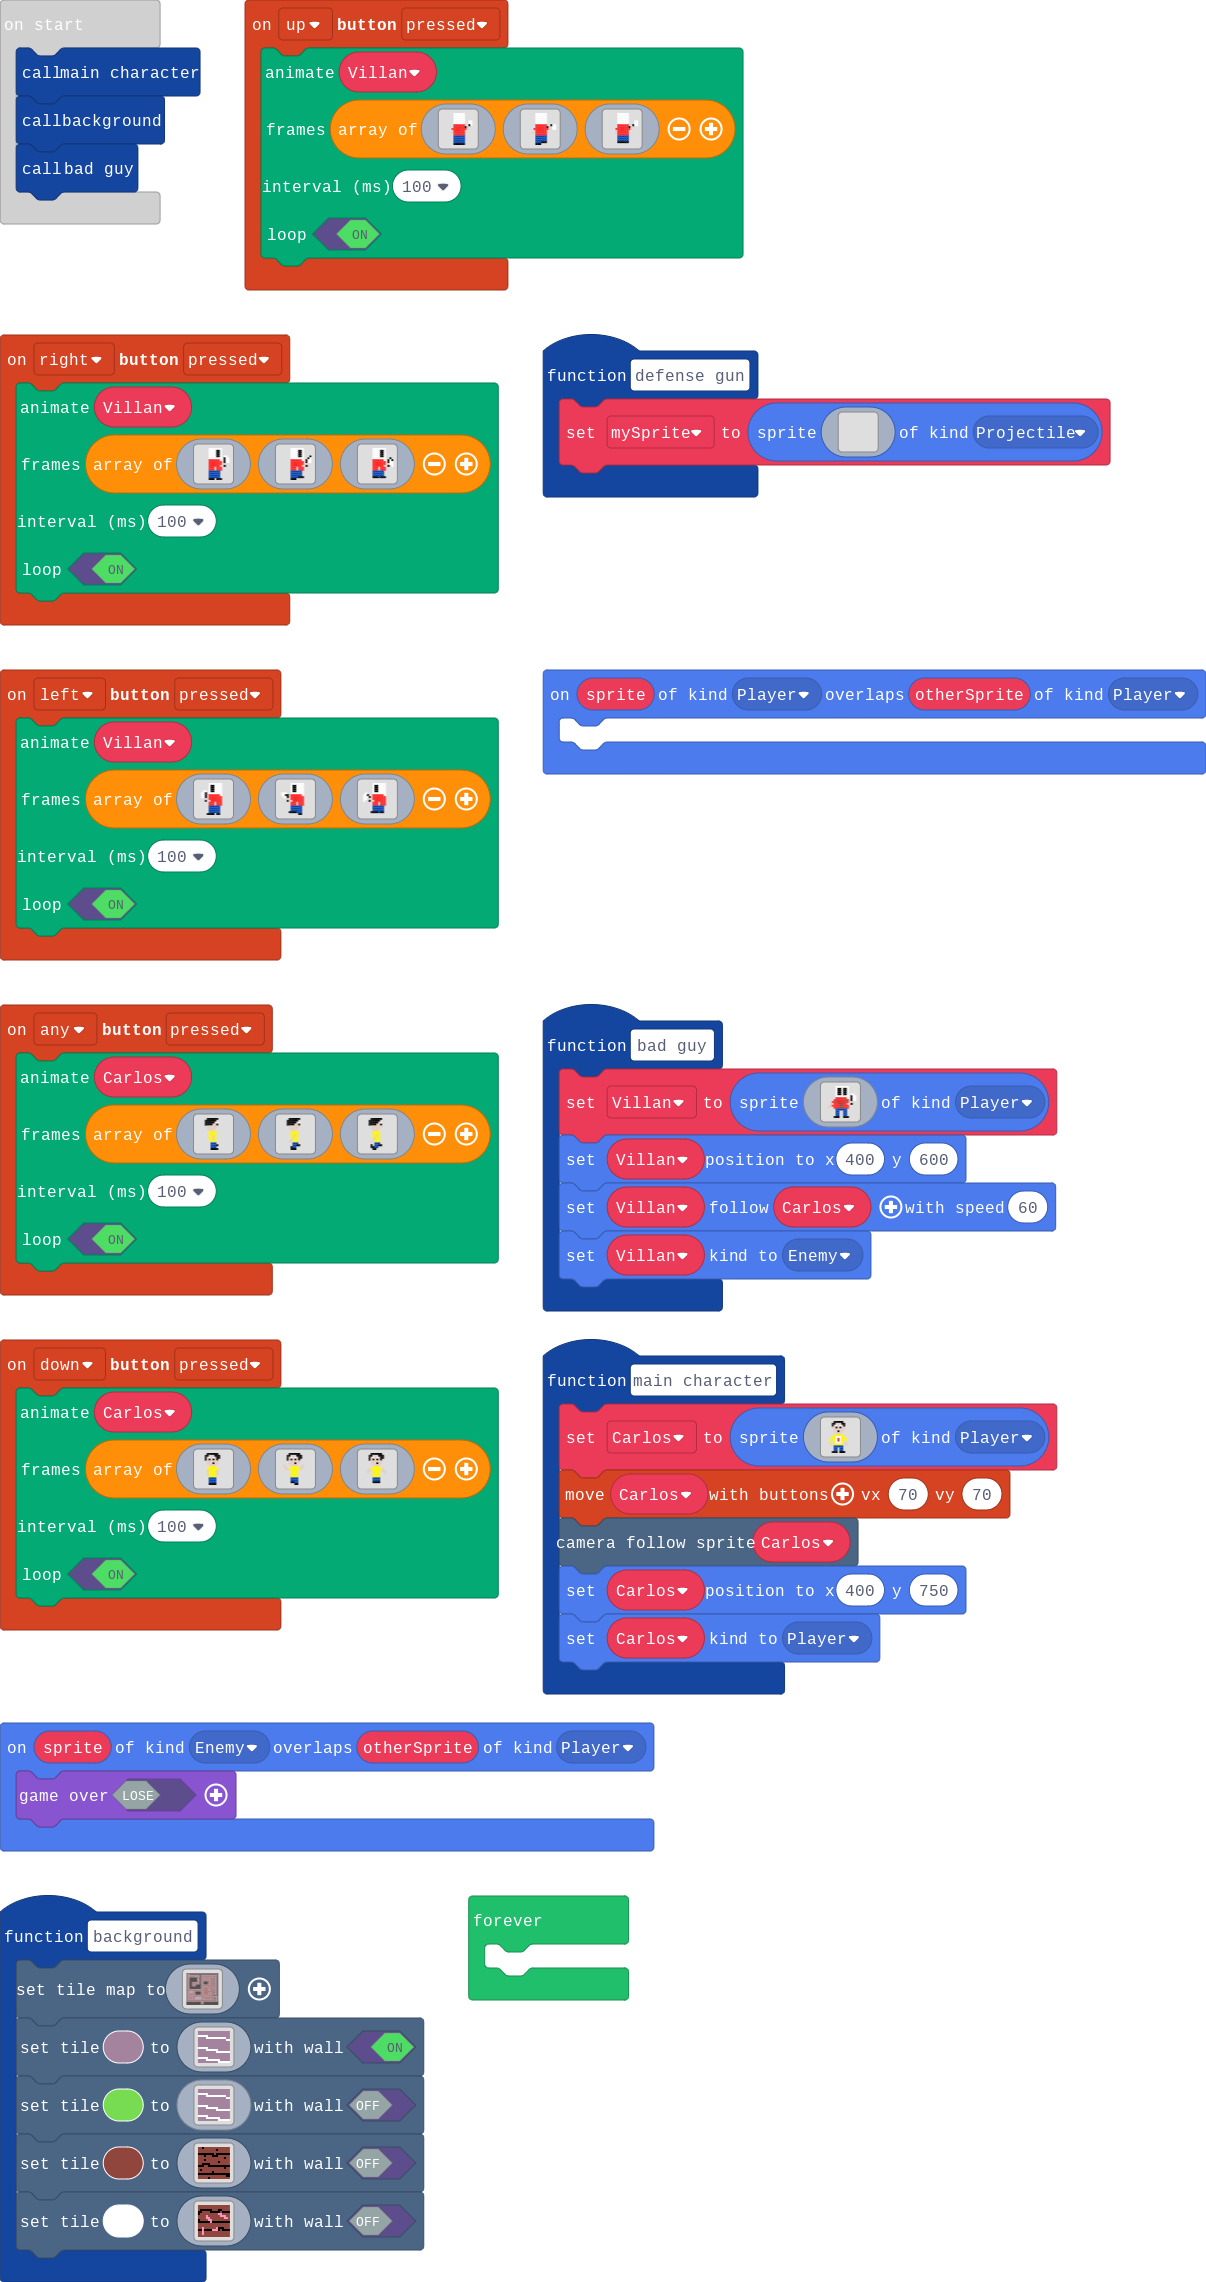 on start
call main character
call background
call bad guy
on up button pressed
animate Villan
frames array of
interval (ms) 100
loop ON
on right button pressed
animate Villan
frames array of
interval (ms) 100
loop ON
function defense gun
set mySprite to sprite of kind Projectile
on left button pressed
animate Villan
frames array of
interval (ms) 100
loop ON
on sprite of kind Player overlaps otherSprite of kind Player
on any button pressed
animate Carlos
frames array of
interval (ms) 100
loop ON
function bad guy
set Villan to sprite of kind Player
set Villan position to x 400 y 600
set Villan follow Carlos with speed 60
set Villan kind to Enemy
on down button pressed
animate Carlos
frames array of
interval (ms) 100
loop ON
function main character
set Carlos to sprite of kind Player
move Carlos with buttons vx 70 vy 70
camera follow sprite Carlos
set Carlos position to x 400 y 750
set Carlos kind to Player
on sprite of kind Enemy overlaps otherSprite of kind Player
game over LOSE
function background
set tile map to
set tile to with wall ON
set tile to with wall OFF
set tile to with wall OFF
set tile to with wall OFF
forever